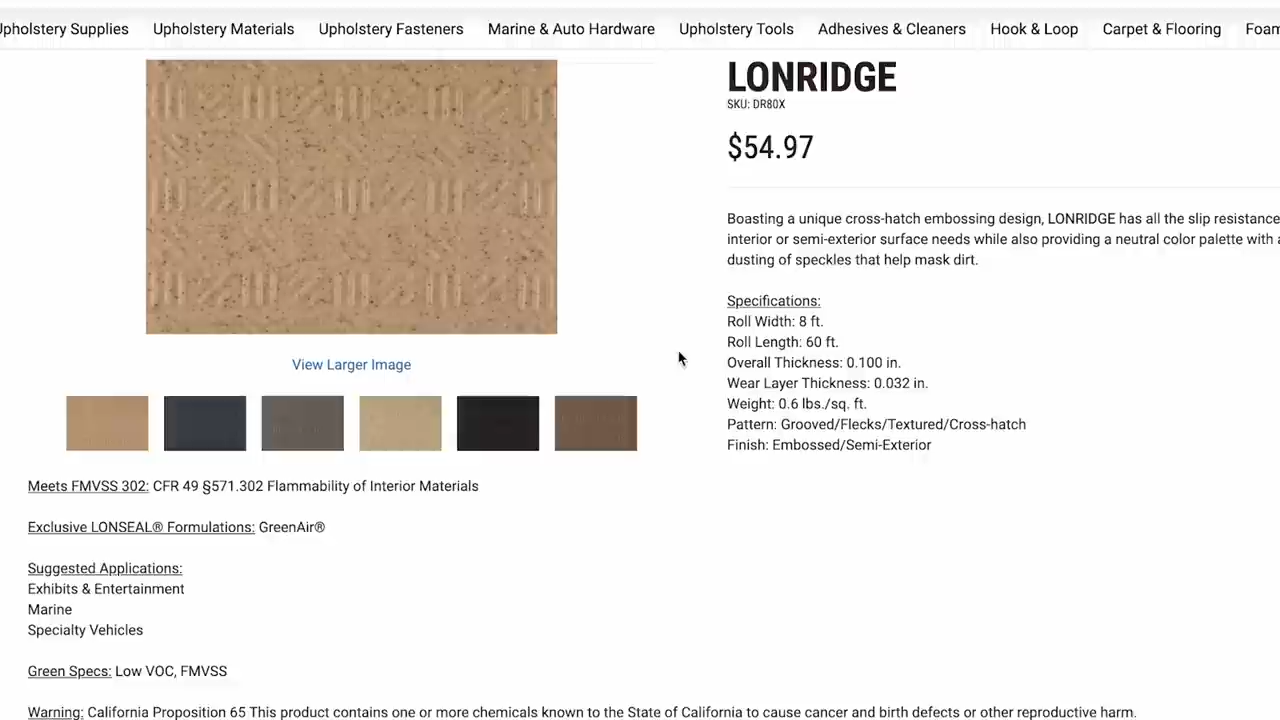 Upholstery Supplies Upholstery Materials Upholstery Fasteners Marine & Auto Hardware Upholstery Tools Adhesives & Cleaners Hook & Loop Carpet & Flooring Foam
LONRIDGE
SKU: DR80X
$54.97
Boasting a unique cross-hatch embossing design, LONRIDGE has all the slip resistance
interior or semi-exterior surface needs while also providing a neutral color palette with a
dusting of speckles that help mask dirt.
Specifications:
Roll Width: 8 ft.
Roll Length: 60 ft.
Overall Thickness: 0.100 in.
Wear Layer Thickness: 0.032 in.
Weight: 0.6 lbs./sq. ft.
Pattern: Grooved/Flecks/Textured/Cross-hatch
Finish: Embossed/Semi-Exterior
View Larger Image
Meets FMVSS 302: CFR 49 §571.302 Flammability of Interior Materials
Exclusive LONSEAL® Formulations: GreenAir®
Suggested Applications:
Exhibits & Entertainment
Marine
Specialty Vehicles
Green Specs: Low VOC, FMVSS
Warning: California Proposition 65 This product contains one or more chemicals known to the State of California to cause cancer and birth defects or other reproductive harm.